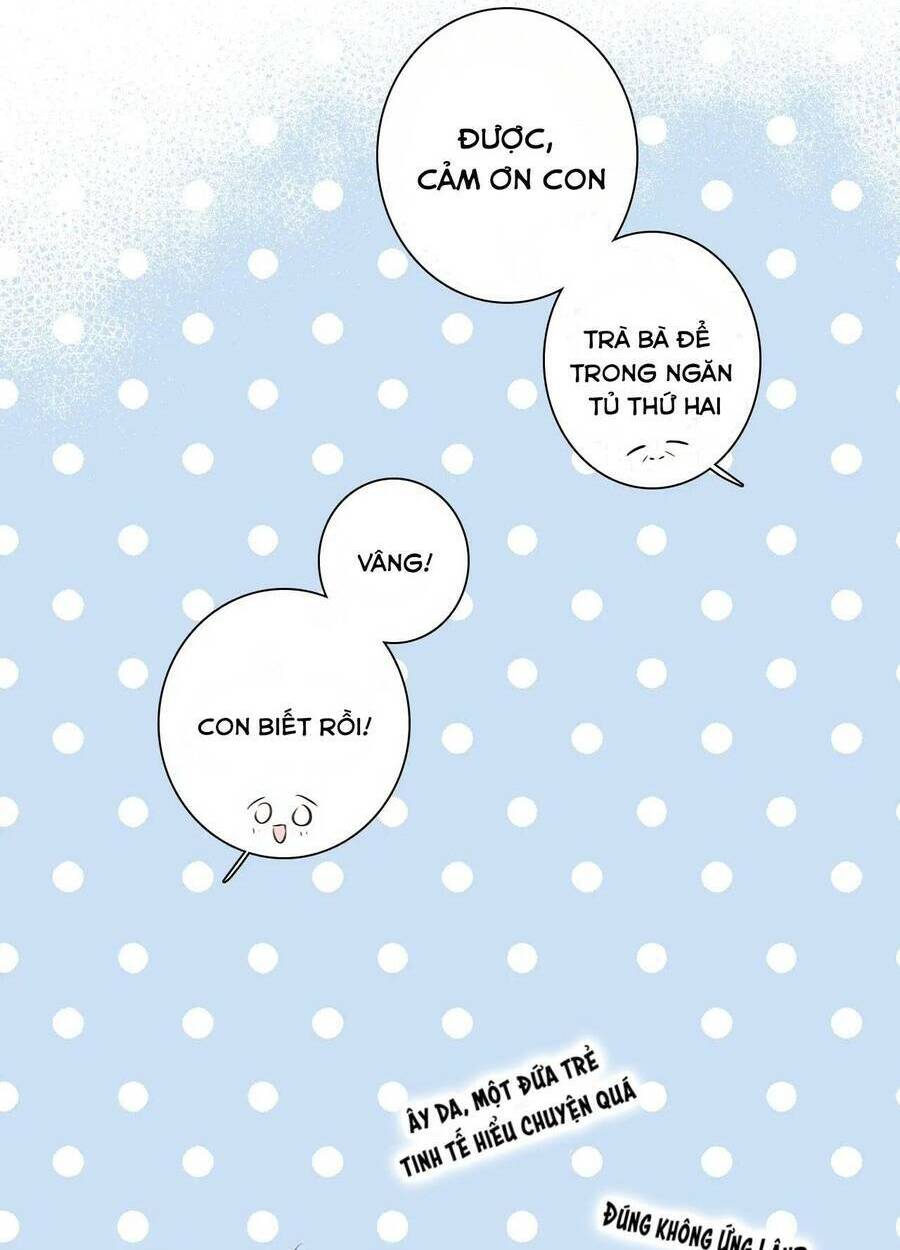 ĐƯỢC,
CẢM ƠN CON
TRÀ BÀ ĐỂ
TRONG NGĂN
TỦ THỨ HAI
VÂNG!
CON BIẾT RỒI!
ÂY DA, MỘT ĐỨA TRẺ
TINH TẾ HIỂU CHUYỆN QUÁ
ĐÚNG KHÔNG ỨNG